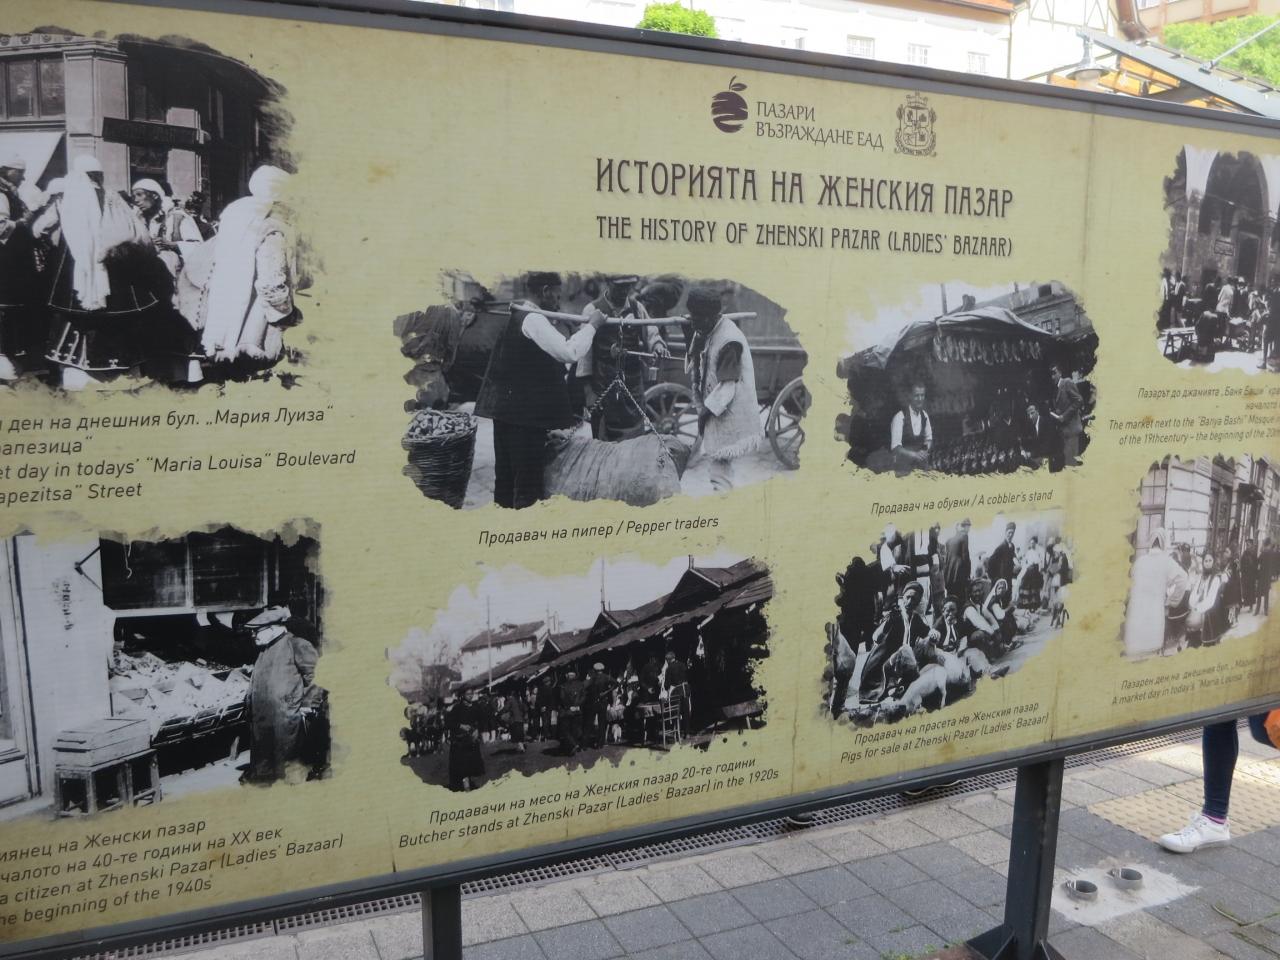 ПАЗАРИ
ВЪЗРАЖДАНЕ ЕАД
ИСТОРИЯТА НА ЖЕНСКИЯ ПАЗАР
THE HISTORY OF ZHENSKI PAZAR (LADIES' BAZAAR)
ден на днешния бул. „Мария Луиза“
апезица“
et day in todays' “Maria Louisa” Boulevard
apezitsa” Street
Продавач на пипер / Pepper traders
Продавач на обувки / A cobbler's stand
Пазарът до джамията „Баня Баши“
началото
The market next to the “Banya Bashi” Mosque
of the 19thcentury – the beginning of the 20th
иянец на Женски пазар
чалото на 40-те години на XX век
a citizen at Zhenski Pazar (Ladies' Bazaar)
he beginning of the 1940s
Продавачи на месо на Женския пазар 20-те години
Butcher stands at Zhenski Pazar (Ladies' Bazaar) in the 1920s
Продавач на прасета на Женския пазар
Pigs for sale at Zhenski Pazar (Ladies' Bazaar)
Пазарен ден на днешния бул. „Мария
A market day in today's “Maria Louisa”